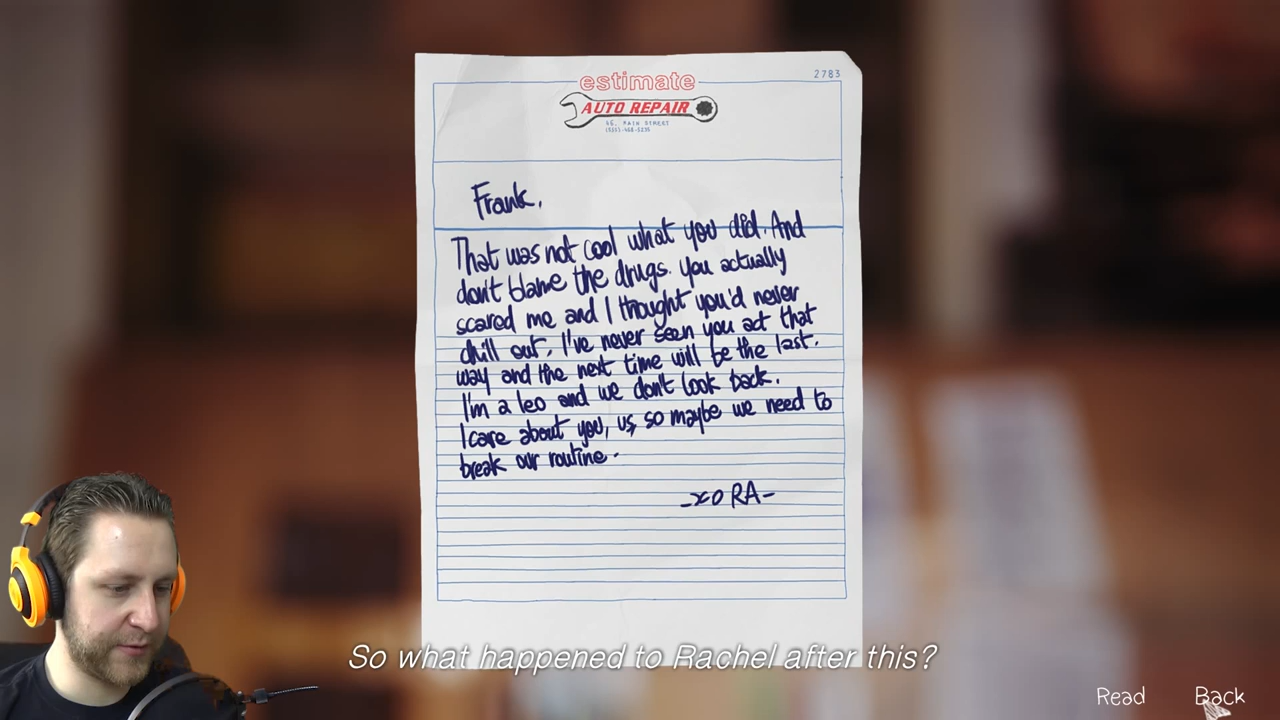 2783
estimate
AUTO REPAIR
Frank,
That was not cool what you did. And
don't blame the drugs. You actually
scared me and I thought you'd never
chill out. I've never seen you act that
way and the next time will be the last.
I'm a leo and we don't look back.
I care about you, us, so maybe we need to
break our routine.
-xo RA-
So what happened to Rachel after this?
Read Back